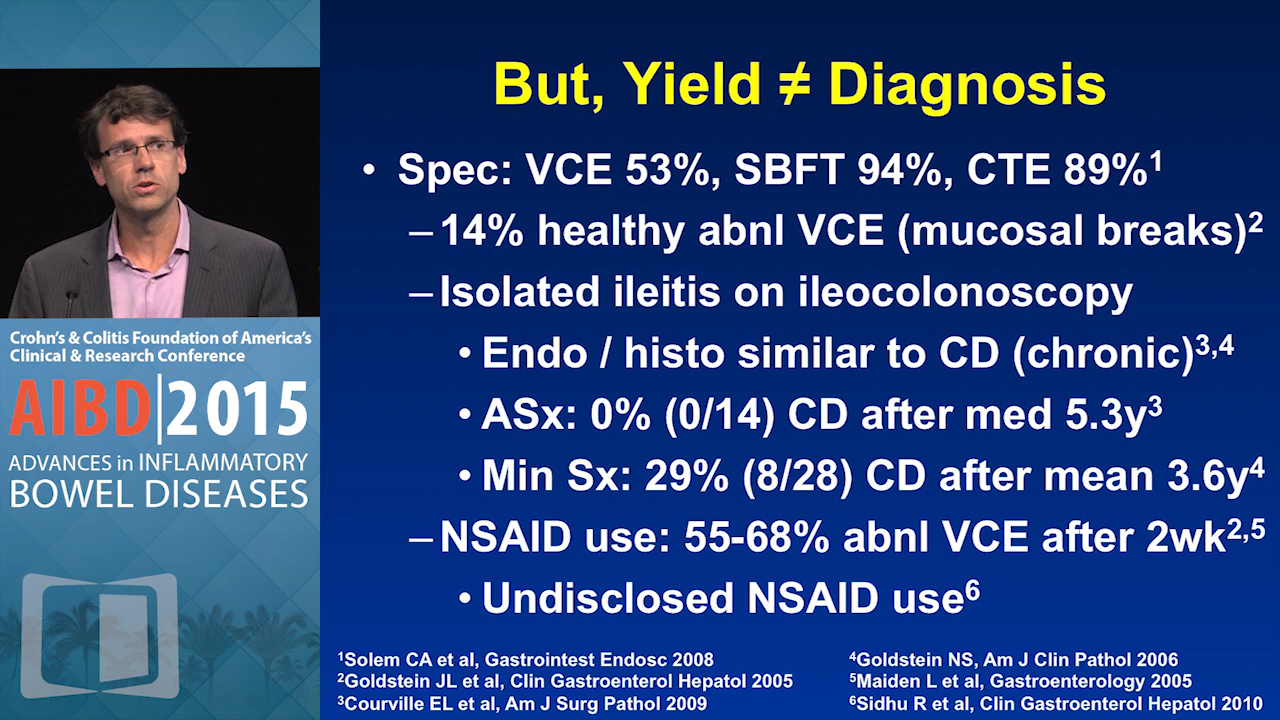 But, Yield ≠ Diagnosis
• Spec: VCE 53%, SBFT 94%, CTE 89%¹
–14% healthy abnl VCE (mucosal breaks)²
–Isolated ileitis on ileocolonoscopy
• Endo / histo similar to CD (chronic)³,⁴
• ASx: 0% (0/14) CD after med 5.3y³
• Min Sx: 29% (8/28) CD after mean 3.6y⁴
–NSAID use: 55-68% abnl VCE after 2wk²,⁵
• Undisclosed NSAID use⁶
¹Solem CA et al, Gastrointest Endosc 2008
²Goldstein JL et al, Clin Gastroenterol Hepatol 2005
³Courville EL et al, Am J Surg Pathol 2009
⁴Goldstein NS, Am J Clin Pathol 2006
⁵Maiden L et al, Gastroenterology 2005
⁶Sidhu R et al, Clin Gastroenterol Hepatol 2010
Crohn's & Colitis Foundation of America's
Clinical & Research Conference
AIBD|2015
ADVANCES in INFLAMMATORY
BOWEL DISEASES